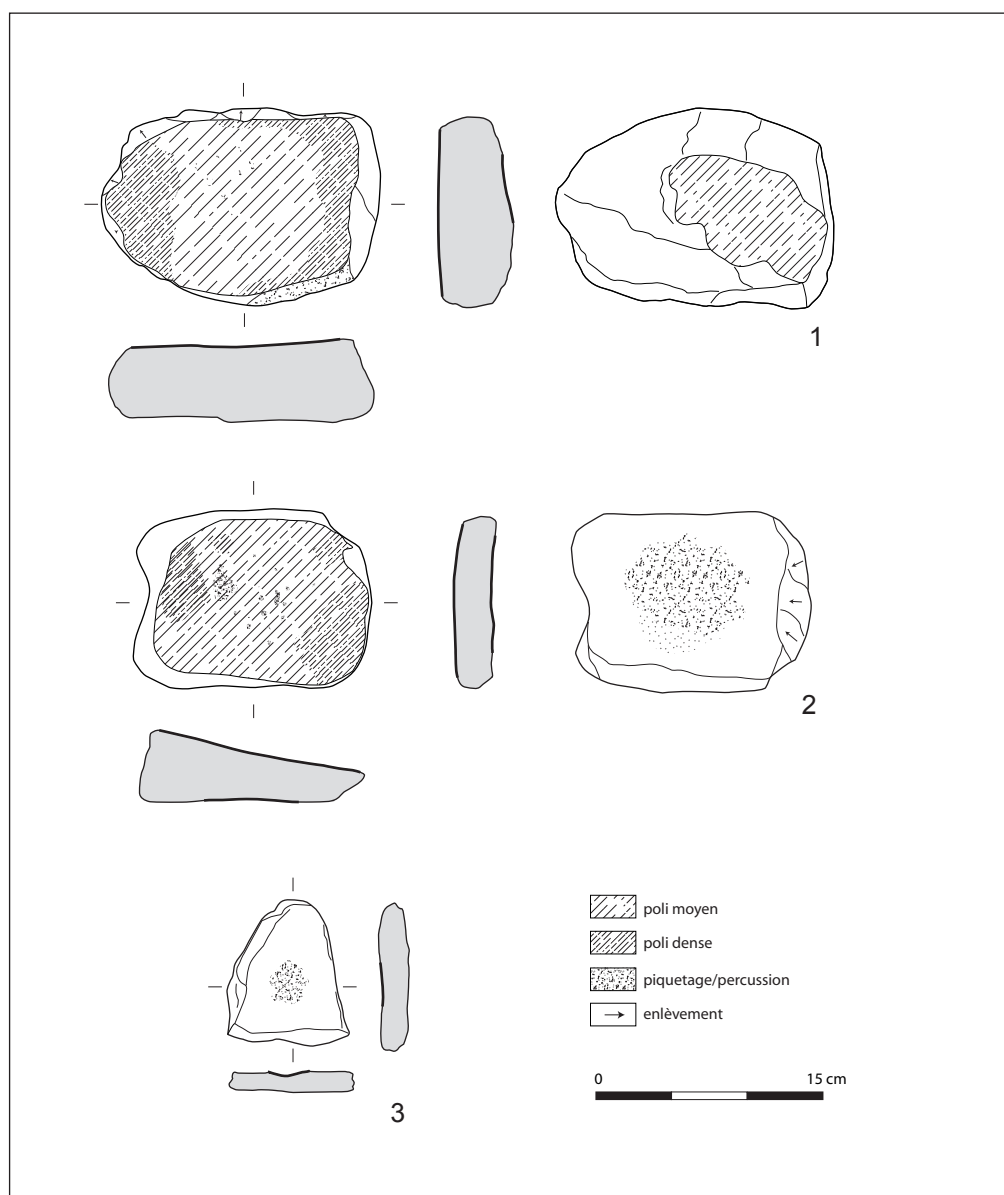 1
2
3
poli moyen
poli dense
piquetage/percussion
enlèvement
0 15 cm